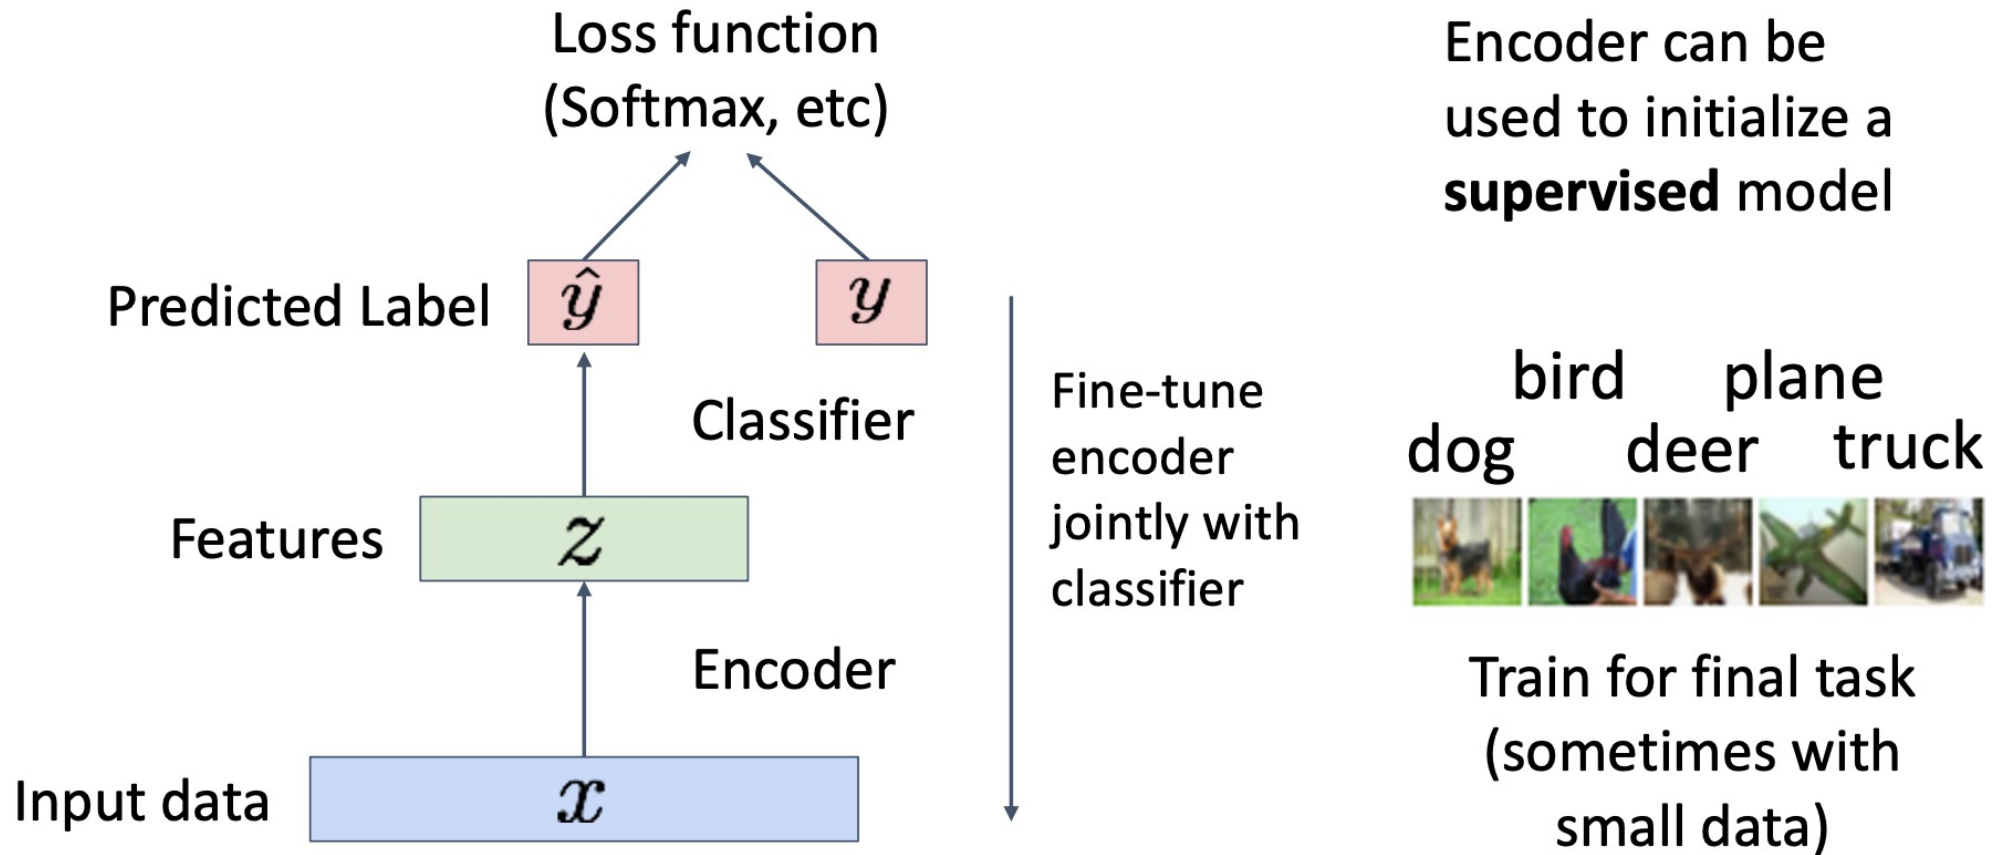 Loss function
(Softmax, etc)
Predicted Label
ŷ
y
Classifier
Features
z
Encoder
Input data
x
Fine-tune
encoder
jointly with
classifier
Encoder can be
used to initialize a
supervised model
bird plane
dog deer truck
Train for final task
(sometimes with
small data)